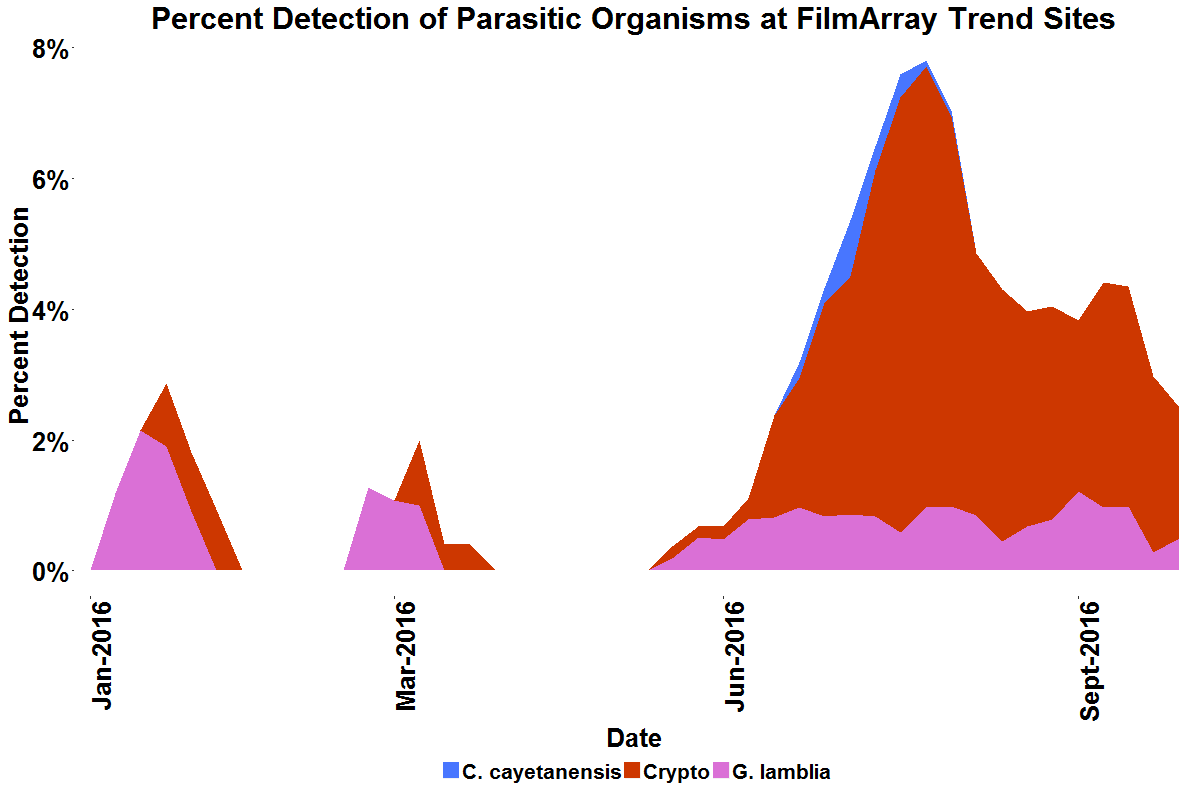 Percent Detection of Parasitic Organisms at FilmArray Trend Sites
8%
6%
4%
2%
0%
Percent Detection
Jan-2016
Mar-2016
Jun-2016
Sept-2016
Date
C. cayetanensis Crypto G. lamblia